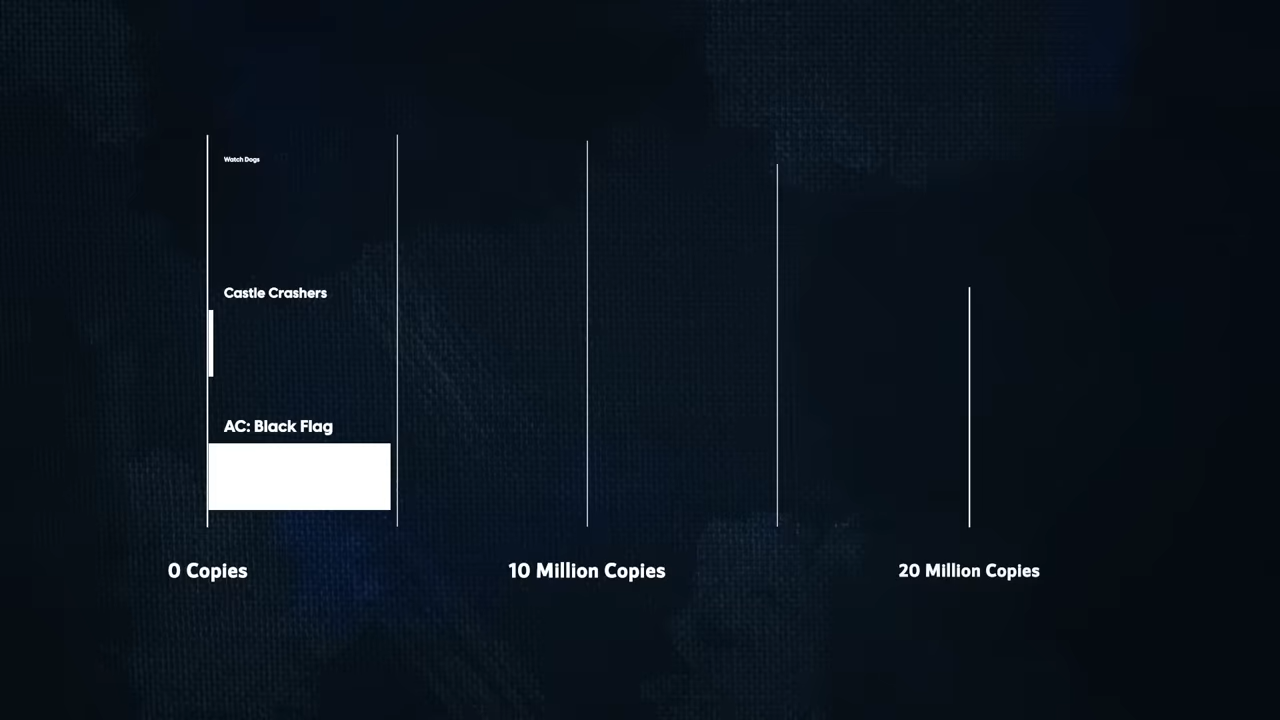 Watch Dogs
Castle Crashers
AC: Black Flag
0 Copies
10 Million Copies
20 Million Copies